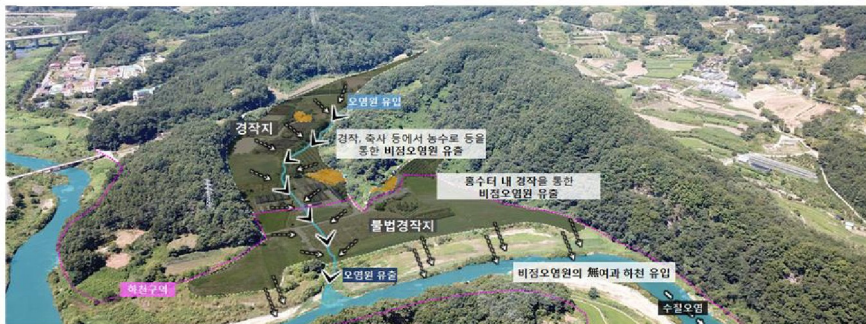 오염원 유입
경작지
경작, 축사 등에서 농수로 등을
통한 비점오염원 유출
홍수터 내 경작을 통한
비점오염원 유출
불법경작지
오염원 유출
비점오염원의 無여과 하천 유입
하천구역
수질오염